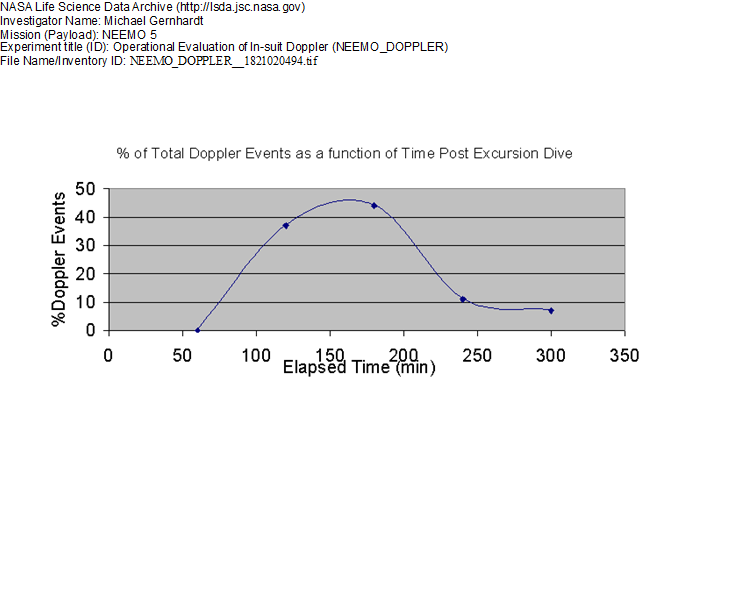 NASA Life Science Data Archive (http://lsda.jsc.nasa.gov)
Investigator Name: Michael Gernhardt
Mission (Payload): NEEMO 5
Experiment title (ID): Operational Evaluation of In-suit Doppler (NEEMO_DOPPLER)
File Name/Inventory ID: NEEMO_DOPPLER__1821020494.tif
% of Total Doppler Events as a function of Time Post Excursion Dive
%Doppler Events
50
40
30
20
10
0
0 50 100 150 200 250 300 350
Elapsed Time (min)